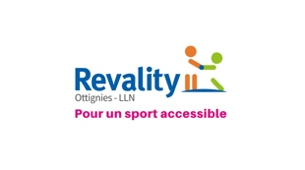 Revality
Ottignies - LLN
Pour un sport accessible